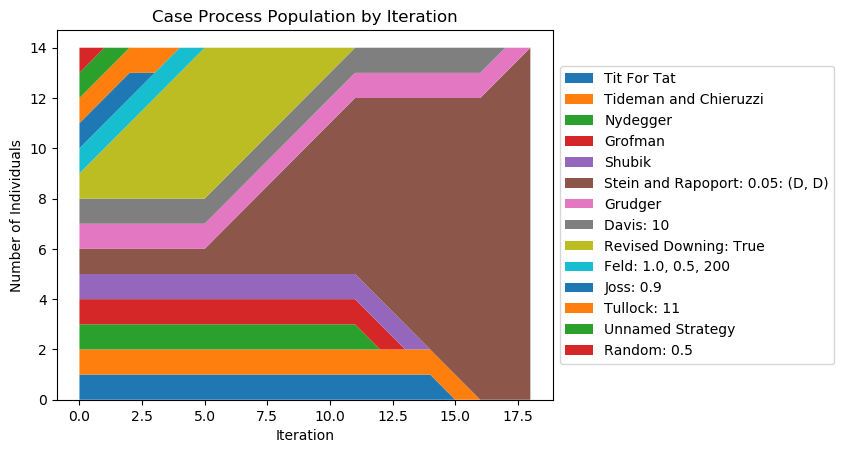 Case Process Population by Iteration
Number of Individuals
14
12
10
8
6
4
2
0
0.0 2.5 5.0 7.5 10.0 12.5 15.0 17.5
Iteration
Tit For Tat
Tideman and Chieruzzi
Nydegger
Grofman
Shubik
Stein and Rapoport: 0.05: (D, D)
Grudger
Davis: 10
Revised Downing: True
Feld: 1.0, 0.5, 200
Joss: 0.9
Tullock: 11
Unnamed Strategy
Random: 0.5